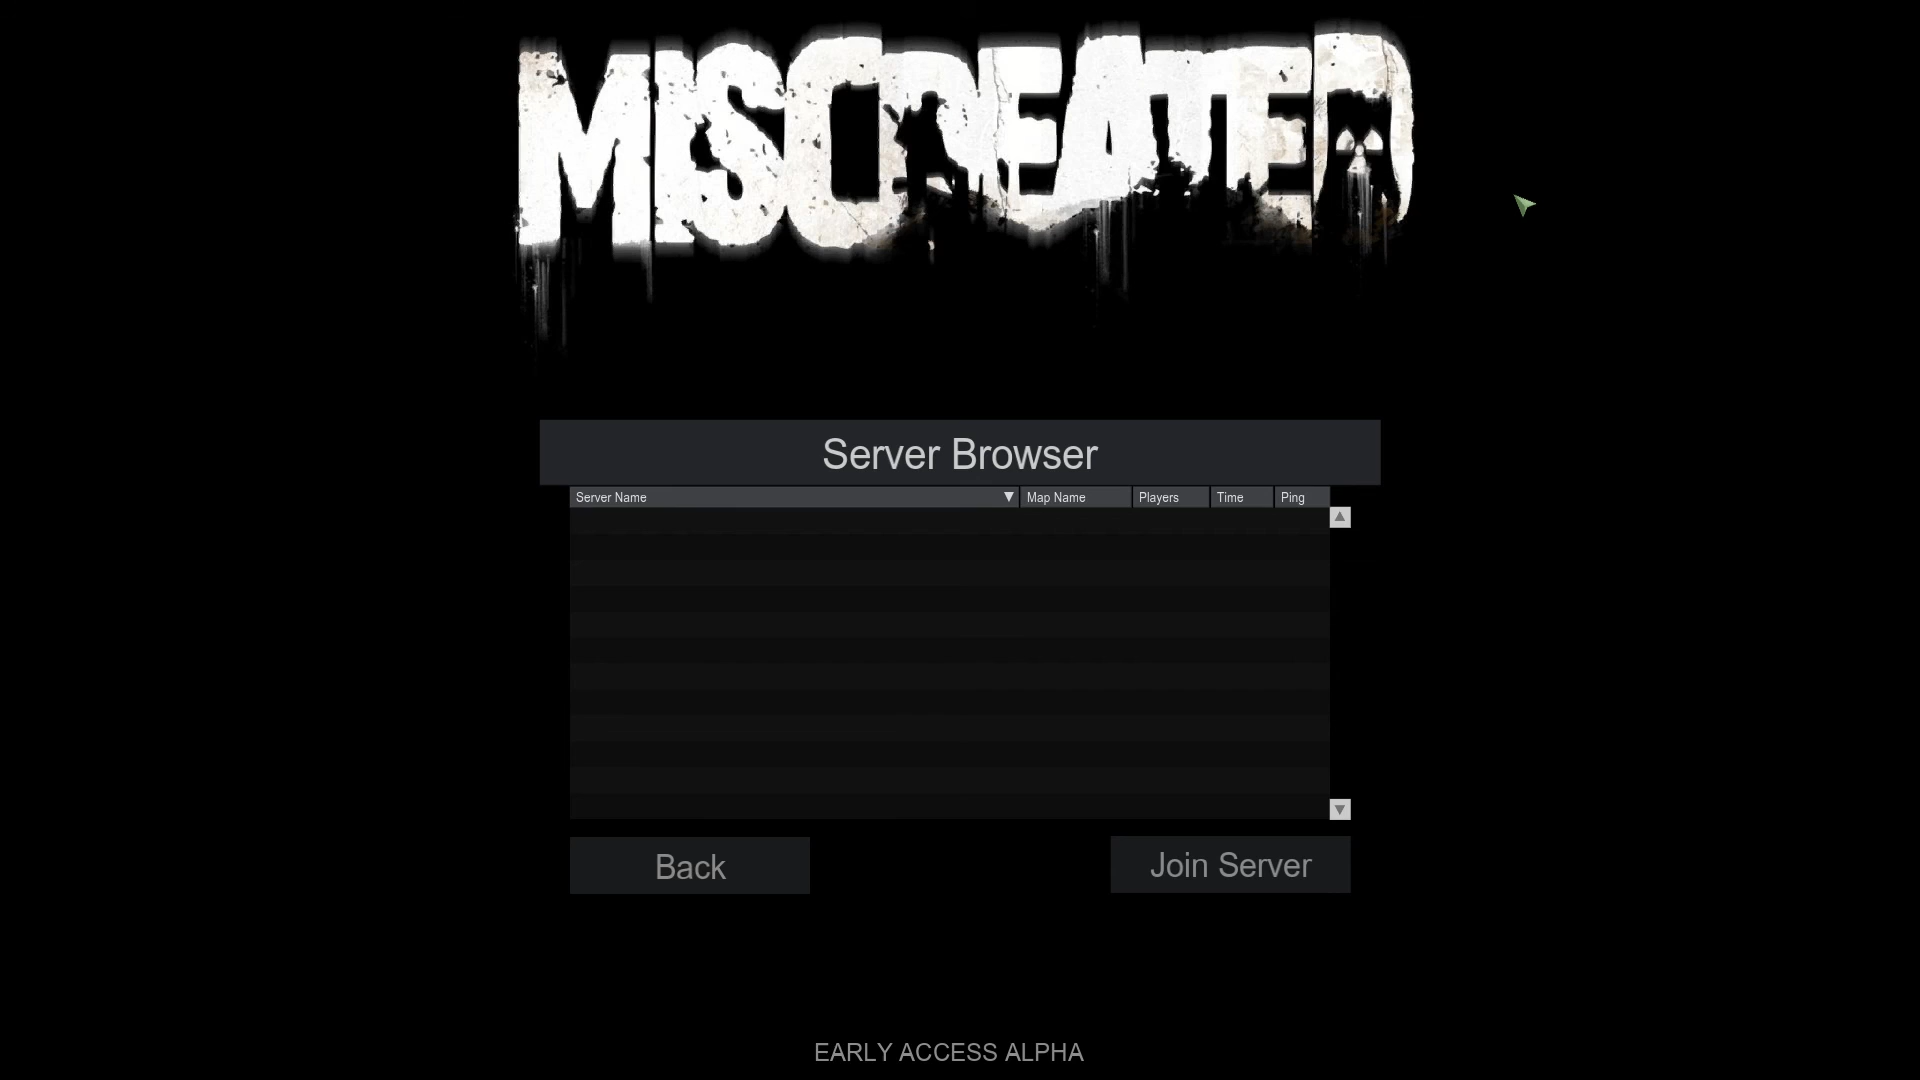 MISCREATED
Server Browser
Server Name Map Name Players Time Ping
Back Join Server
EARLY ACCESS ALPHA